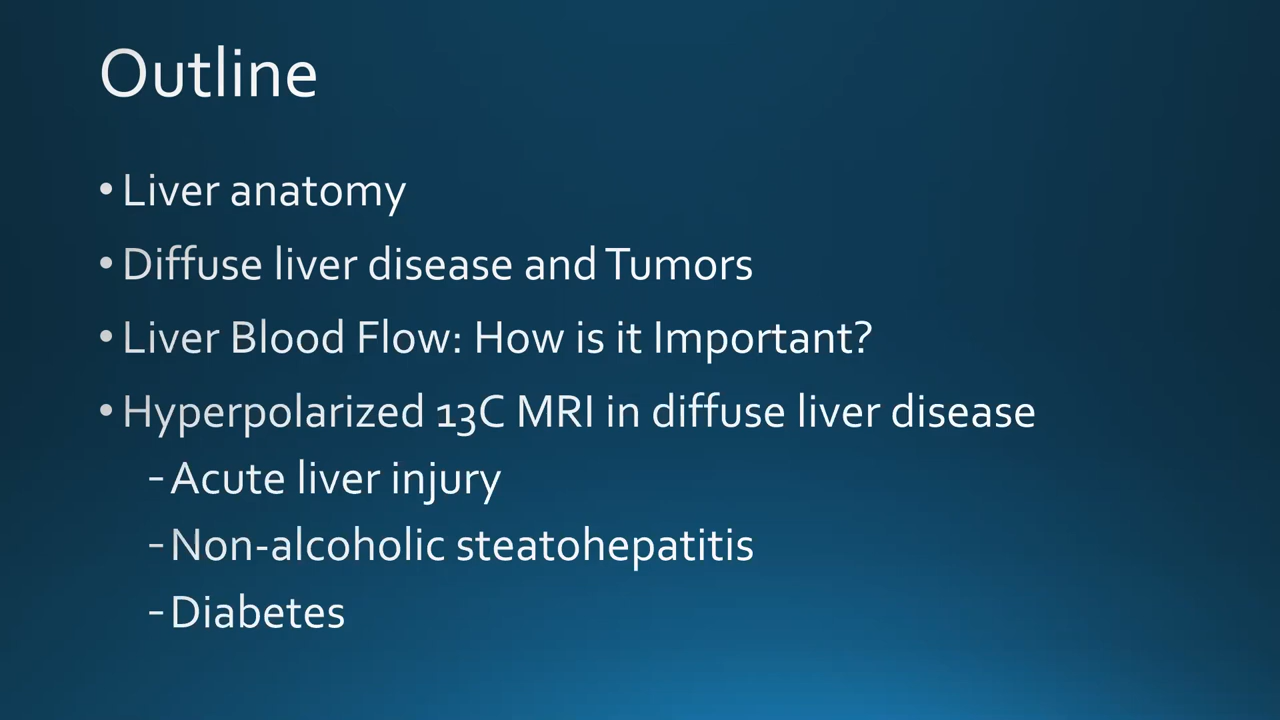 Outline
• Liver anatomy
• Diffuse liver disease and Tumors
• Liver Blood Flow: How is it Important?
• Hyperpolarized 13C MRI in diffuse liver disease
– Acute liver injury
– Non-alcoholic steatohepatitis
– Diabetes